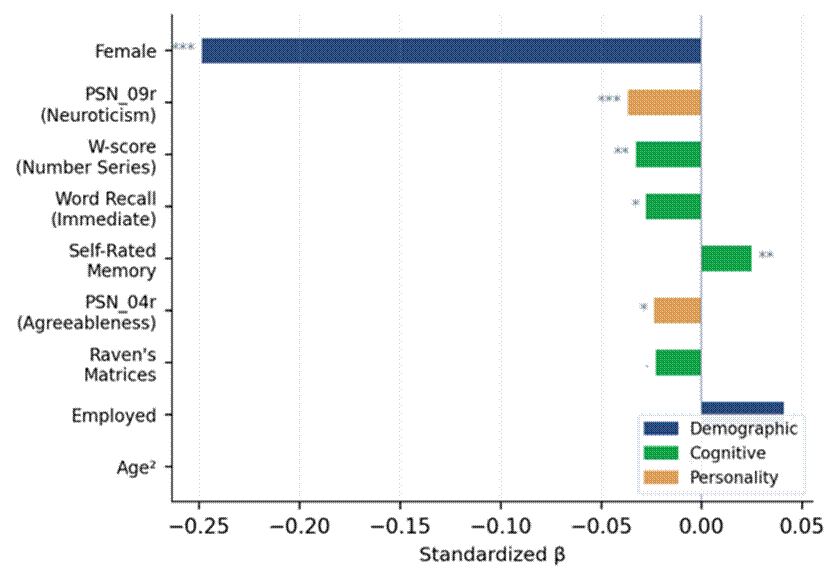 Female ***
PSN_09r
(Neuroticism) ***
W-score
(Number Series) **
Word Recall
(Immediate) *
Self-Rated
Memory **
PSN_04r
(Agreeableness) *
Raven's
Matrices .
Employed
Age²
Demographic
Cognitive
Personality
−0.25 −0.20 −0.15 −0.10 −0.05 0.00 0.05
Standardized β